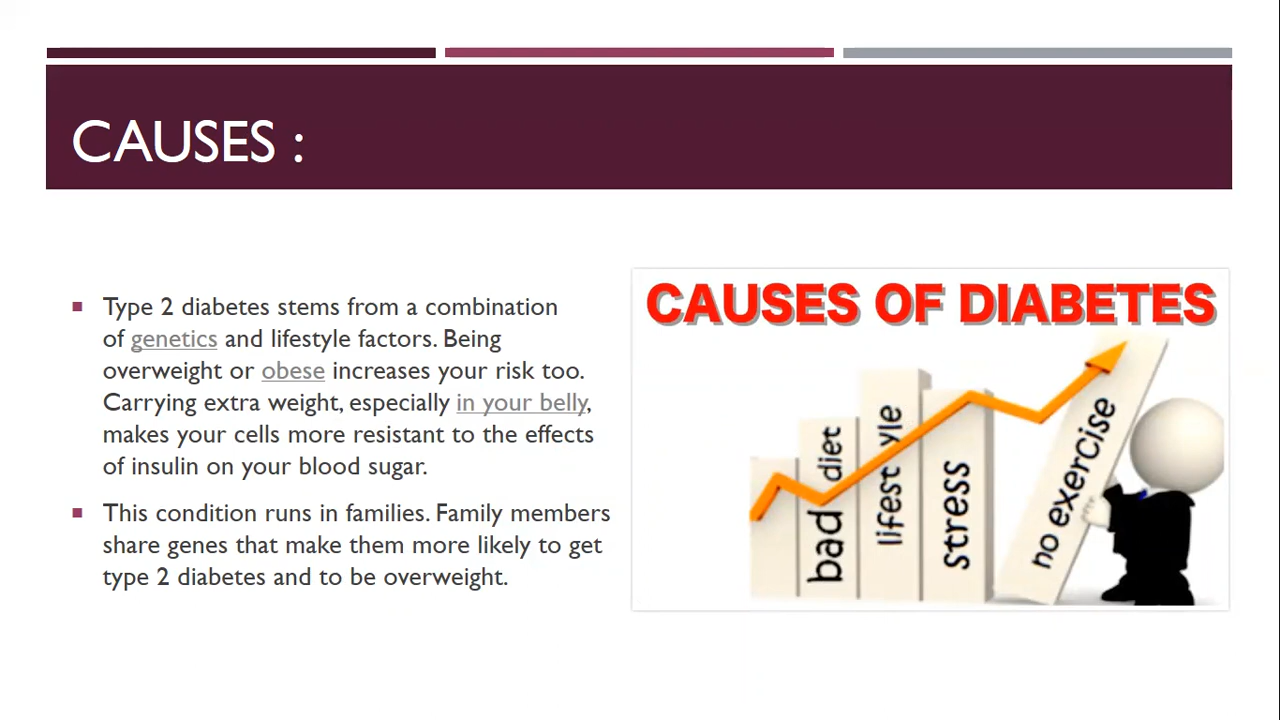 CAUSES :
Type 2 diabetes stems from a combination
of genetics and lifestyle factors. Being
overweight or obese increases your risk too.
Carrying extra weight, especially in your belly,
makes your cells more resistant to the effects
of insulin on your blood sugar.
This condition runs in families. Family members
share genes that make them more likely to get
type 2 diabetes and to be overweight.
CAUSES OF DIABETES
bad diet
lifestyle
stress
no exercise